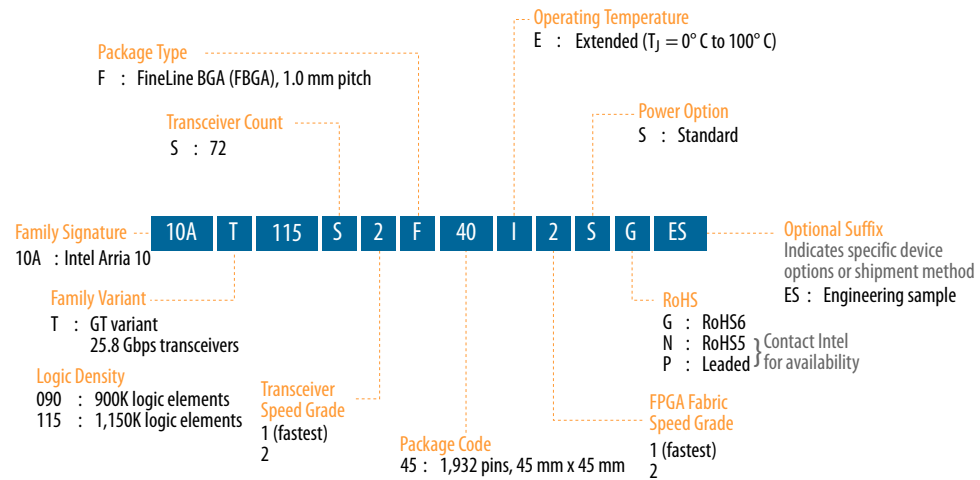 Operating Temperature
E : Extended (TJ = 0° C to 100° C)
Package Type
F : FineLine BGA (FBGA), 1.0 mm pitch
Transceiver Count
S : 72
Power Option
S : Standard
Family Signature
10A : Intel Arria 10
10A T 115 S 2 F 40 I 2 S G ES
Optional Suffix
Indicates specific device
options or shipment method
ES : Engineering sample
Family Variant
T : GT variant
25.8 Gbps transceivers
RoHS
G : RoHS6
N : RoHS5
P : Leaded
} Contact Intel
for availability
Logic Density
090 : 900K logic elements
115 : 1,150K logic elements
Transceiver
Speed Grade
1 (fastest)
2
Package Code
45 : 1,932 pins, 45 mm x 45 mm
FPGA Fabric
Speed Grade
1 (fastest)
2